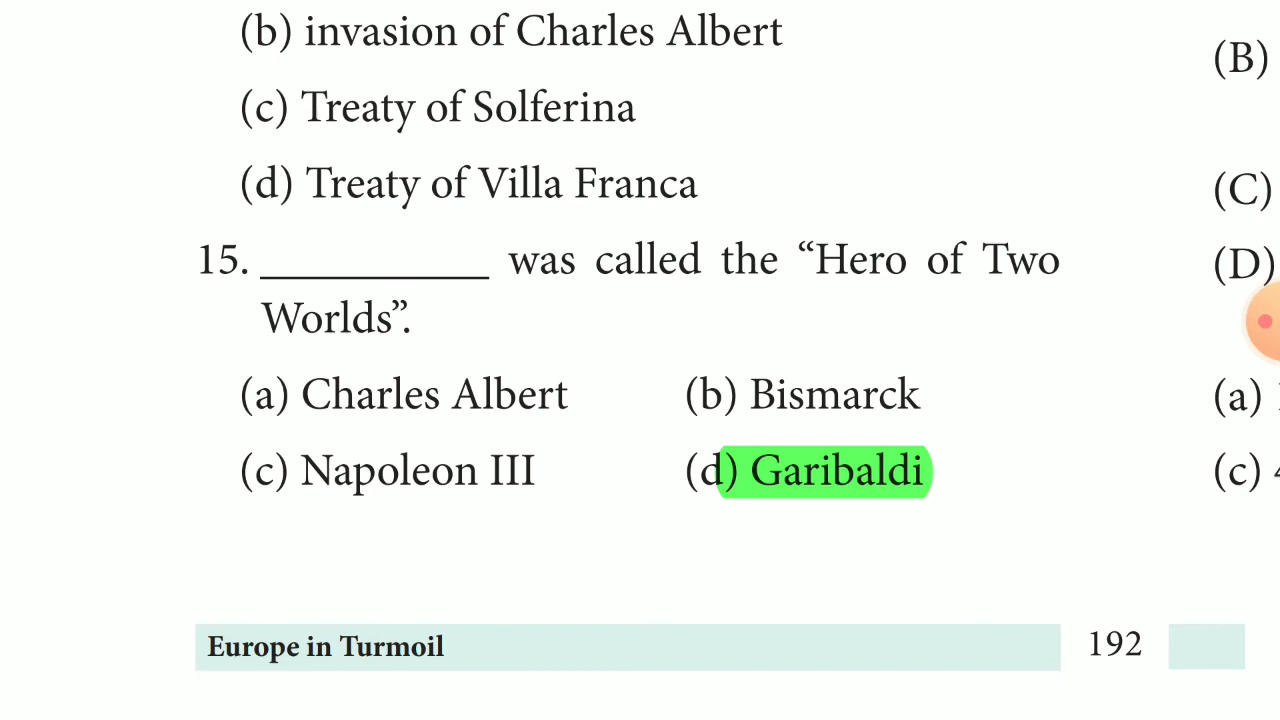 (b) invasion of Charles Albert
(c) Treaty of Solferina
(d) Treaty of Villa Franca
15. __________ was called the “Hero of Two
Worlds”.
(a) Charles Albert (b) Bismarck
(c) Napoleon III (d) Garibaldi
Europe in Turmoil 192
(B)
(C)
(D)
(a)
(c)